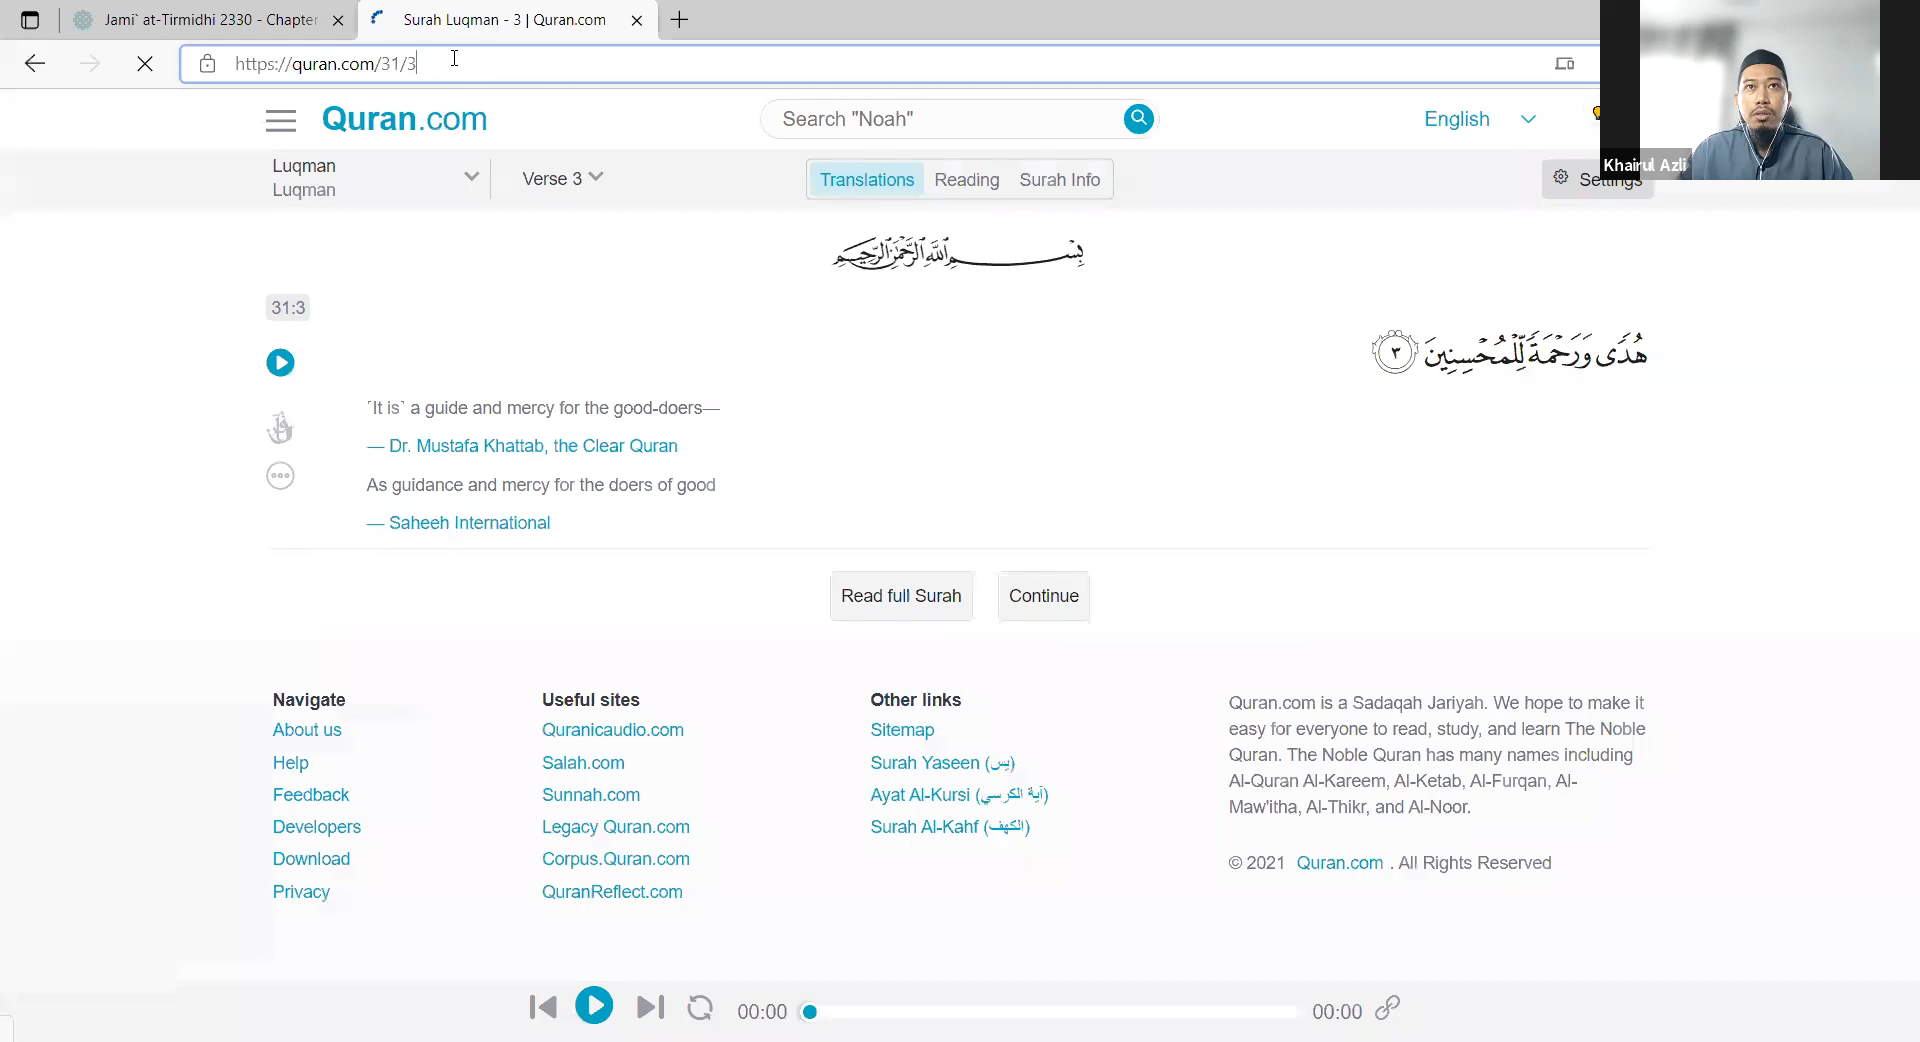 Jami` at-Tirmidhi 2330 - Chapter
Surah Luqman - 3 | Quran.com
https://quran.com/31/3
Quran.com
Search "Noah"
English
Khairul Azli
Luqman
Luqman
Verse 3
Translations
Reading
Surah Info
Settings
بِسْمِ ٱللَّهِ ٱلرَّحْمَٰنِ ٱلرَّحِيمِ
31:3
هُدًى وَرَحْمَةً لِّلْمُحْسِنِينَ ٣
˹It is˺ a guide and mercy for the good-doers—
— Dr. Mustafa Khattab, the Clear Quran
As guidance and mercy for the doers of good
— Saheeh International
Read full Surah
Continue
Navigate
About us
Help
Feedback
Developers
Download
Privacy
Useful sites
Quranicaudio.com
Salah.com
Sunnah.com
Legacy Quran.com
Corpus.Quran.com
QuranReflect.com
Other links
Sitemap
Surah Yaseen (يس)
Ayat Al-Kursi (آية الكرسي)
Surah Al-Kahf (الكهف)
Quran.com is a Sadaqah Jariyah. We hope to make it
easy for everyone to read, study, and learn The Noble
Quran. The Noble Quran has many names including
Al-Quran Al-Kareem, Al-Ketab, Al-Furqan, Al-
Maw'itha, Al-Thikr, and Al-Noor.
© 2021 Quran.com . All Rights Reserved
00:00
00:00